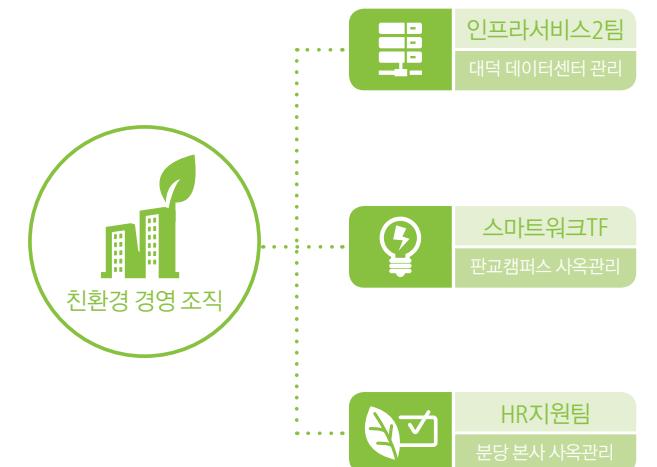 인프라서비스2팀
대덕 데이터센터 관리
친환경 경영 조직
스마트워크TF
판교캠퍼스 사옥관리
HR지원팀
분당 본사 사옥관리